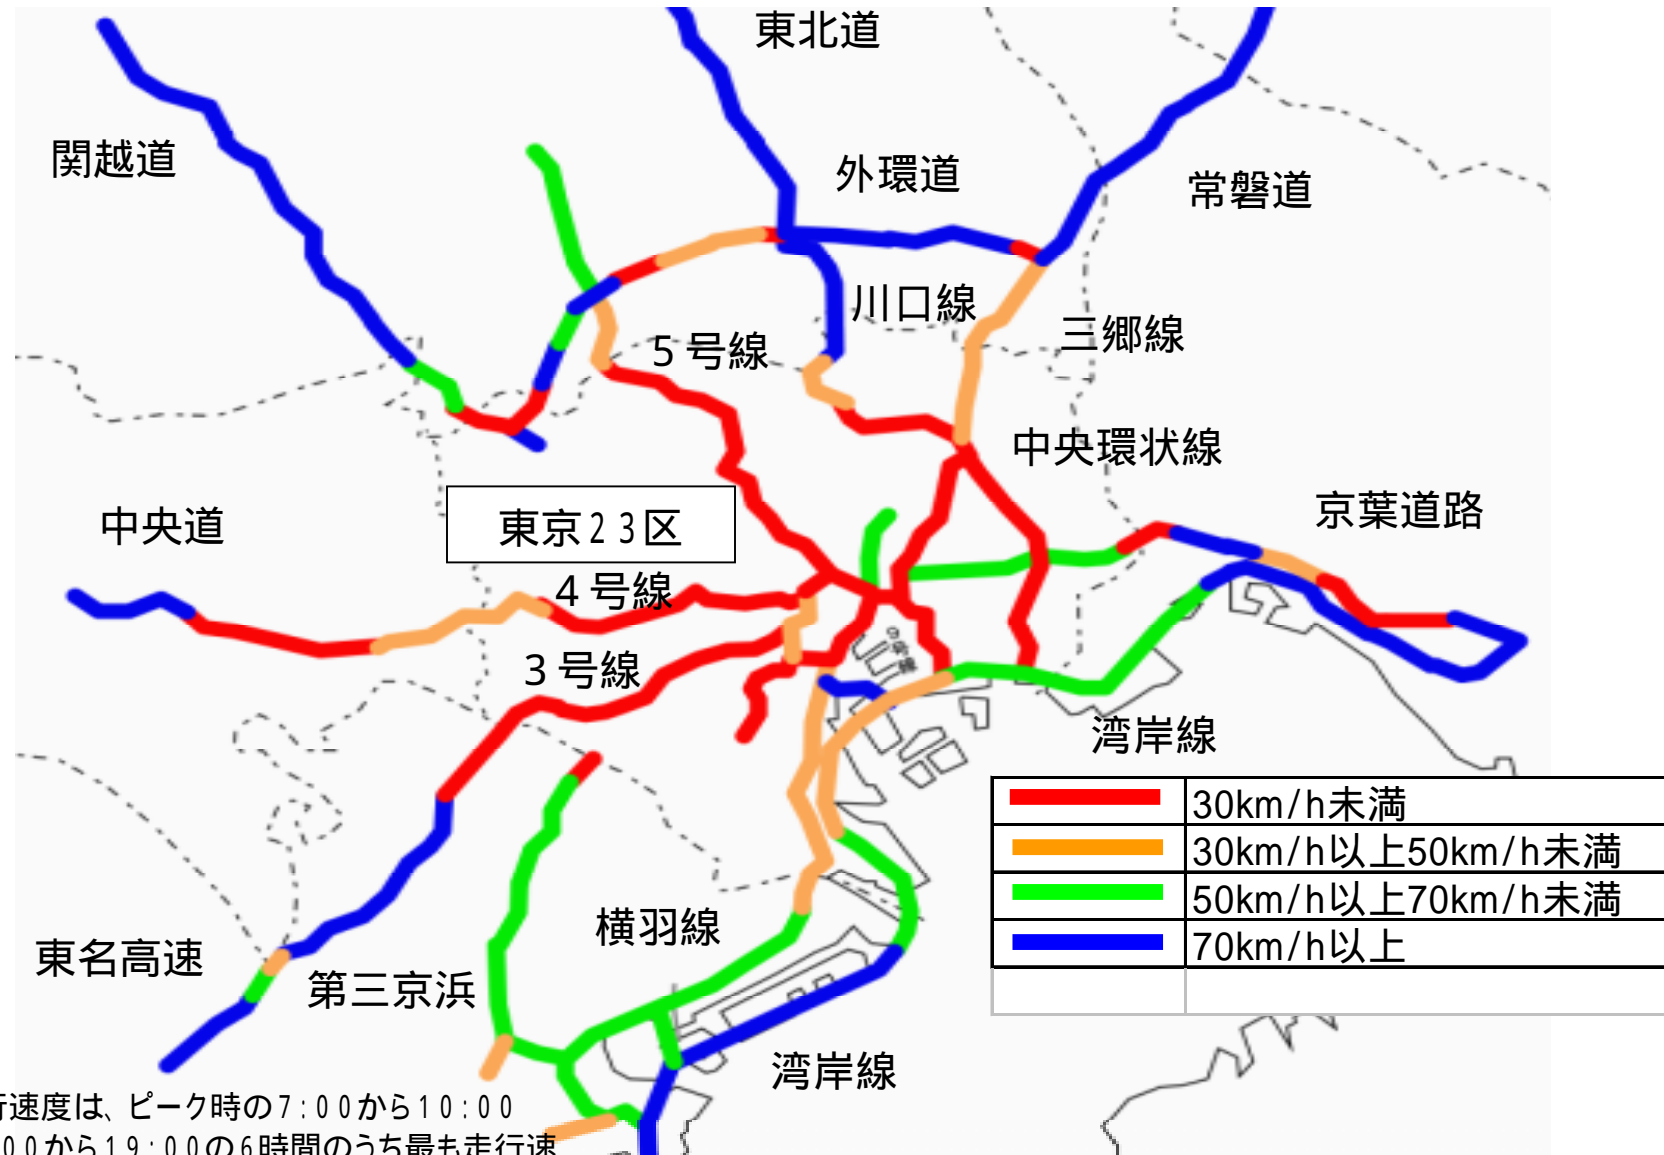 東北道
関越道
外環道
常磐道
川口線
三郷線
5号線
中央環状線
京葉道路
中央道
東京23区
4号線
3号線
湾岸線
30km/h未満
30km/h以上50km/h未満
50km/h以上70km/h未満
70km/h以上
横羽線
東名高速
第三京浜
湾岸線
行速度は、ピーク時の7:00から10:00
00から19:00の6時間のうち最も走行速